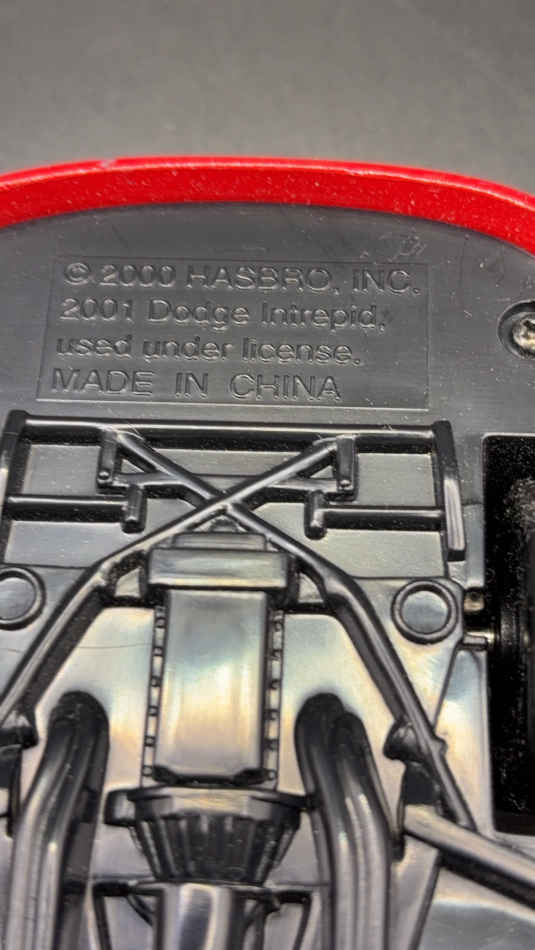 © 2000 HASBRO, INC.
2001 Dodge Intrepid,
used under license.
MADE IN CHINA